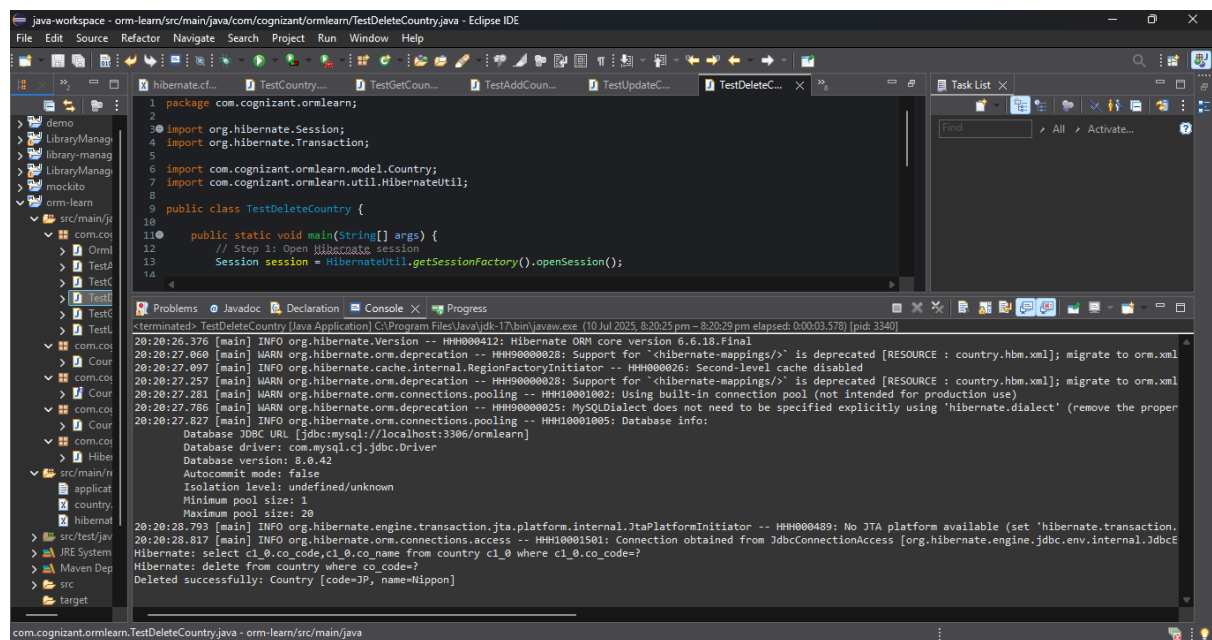 java-workspace - orm-learn/src/main/java/com/cognizant/ormlearn/TestDeleteCountry.java - Eclipse IDE
File Edit Source Refactor Navigate Search Project Run Window Help
hibernate.cf... TestCountry.... TestGetCoun... TestAddCoun... TestUpdateC... TestDeleteC...
Task List
demo
LibraryManag
library-manag
LibraryManag
mockito
orm-learn
src/main/ja
com.cog
Orml
TestA
TestC
TestD
TestG
TestU
com.cog
Cour
com.cog
Cour
com.cog
Cour
com.cog
Hiber
src/main/re
applicat
country.
hibernat
src/test/jav
JRE System
Maven Dep
src
target
1 package com.cognizant.ormlearn;
2
3 import org.hibernate.Session;
4 import org.hibernate.Transaction;
5
6 import com.cognizant.ormlearn.model.Country;
7 import com.cognizant.ormlearn.util.HibernateUtil;
8
9 public class TestDeleteCountry {
10
11 public static void main(String[] args) {
12 // Step 1: Open Hibernate session
13 Session session = HibernateUtil.getSessionFactory().openSession();
14
Find All Activate...
Problems Javadoc Declaration Console Progress
<terminated> TestDeleteCountry [Java Application] C:\Program Files\Java\jdk-17\bin\javaw.exe (10 Jul 2025, 8:20:25 pm – 8:20:29 pm elapsed: 0:00:03.578) [pid: 3340]
20:20:26.376 [main] INFO org.hibernate.Version -- HHH000412: Hibernate ORM core version 6.6.18.Final
20:20:27.060 [main] WARN org.hibernate.orm.deprecation -- HHH90000028: Support for `<hibernate-mappings/>` is deprecated [RESOURCE : country.hbm.xml]; migrate to orm.xml
20:20:27.097 [main] INFO org.hibernate.cache.internal.RegionFactoryInitiator -- HHH000026: Second-level cache disabled
20:20:27.257 [main] WARN org.hibernate.orm.deprecation -- HHH90000028: Support for `<hibernate-mappings/>` is deprecated [RESOURCE : country.hbm.xml]; migrate to orm.xml
20:20:27.281 [main] WARN org.hibernate.orm.connections.pooling -- HHH10001002: Using built-in connection pool (not intended for production use)
20:20:27.786 [main] WARN org.hibernate.orm.deprecation -- HHH90000025: MySQLDialect does not need to be specified explicitly using 'hibernate.dialect' (remove the proper
20:20:27.827 [main] INFO org.hibernate.orm.connections.pooling -- HHH10001005: Database info:
Database JDBC URL [jdbc:mysql://localhost:3306/ormlearn]
Database driver: com.mysql.cj.jdbc.Driver
Database version: 8.0.42
Autocommit mode: false
Isolation level: undefined/unknown
Minimum pool size: 1
Maximum pool size: 20
20:20:28.793 [main] INFO org.hibernate.engine.transaction.jta.platform.internal.JtaPlatformInitiator -- HHH000489: No JTA platform available (set 'hibernate.transaction.
20:20:28.817 [main] INFO org.hibernate.orm.connections.access -- HHH10001501: Connection obtained from JdbcConnectionAccess [org.hibernate.engine.jdbc.env.internal.JdbcE
Hibernate: select c1_0.co_code,c1_0.co_name from country c1_0 where c1_0.co_code=?
Hibernate: delete from country where co_code=?
Deleted successfully: Country [code=JP, name=Nippon]
com.cognizant.ormlearn.TestDeleteCountry.java - orm-learn/src/main/java